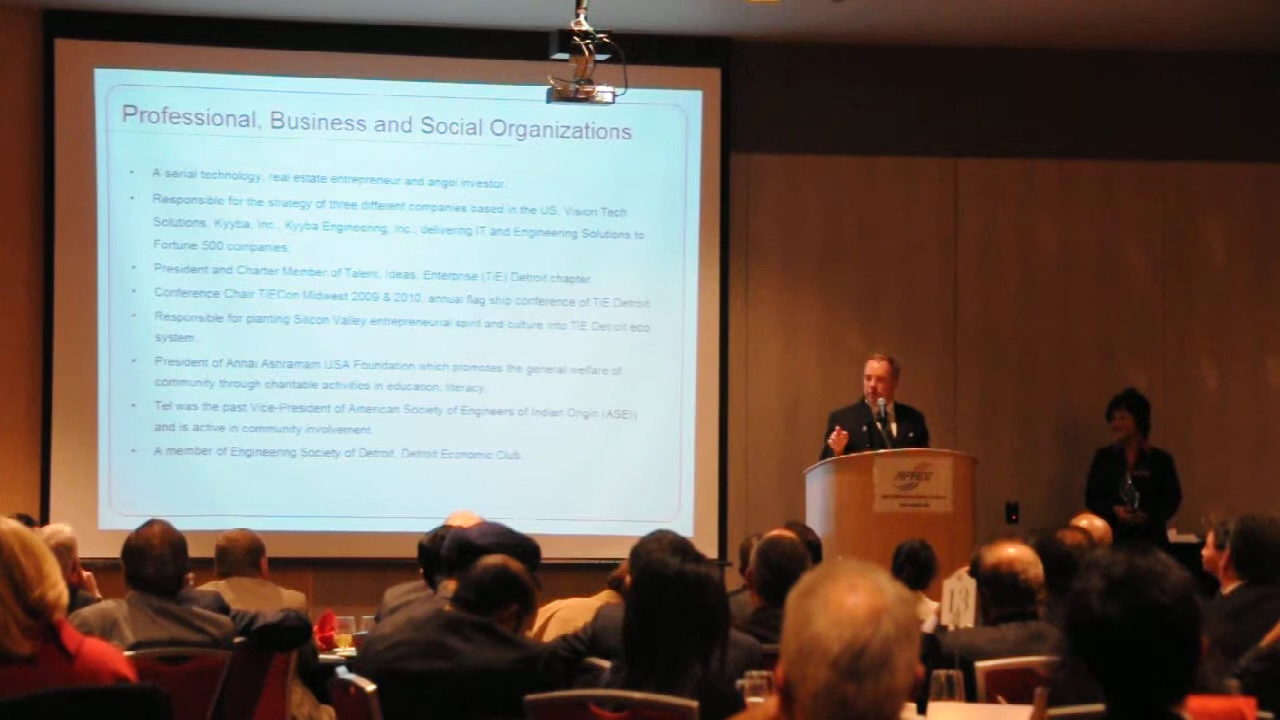 Professional, Business and Social Organizations
A serial technology, real estate entrepreneur and angel investor.
Responsible for the strategy of three different companies based in the US, Vision Tech
Solutions, Kyyba, Inc., Kyyba Engineering, Inc., delivering IT and Engineering Solutions to
Fortune 500 companies.
President and Charter Member of Talent, Ideas, Enterprise (TiE) Detroit chapter
Conference Chair TiECon Midwest 2009 & 2010, annual flag ship conference of TiE Detroit.
Responsible for planting Silicon Valley entrepreneurial spirit and culture into TiE Detroit eco
system.
President of Annai Ashramam USA Foundation which promotes the general welfare of
community through charitable activities in education, literacy.
Tel was the past Vice-President of American Society of Engineers of Indian Origin (ASEI)
and is active in community involvement.
A member of Engineering Society of Detroit, Detroit Economic Club.
APACC